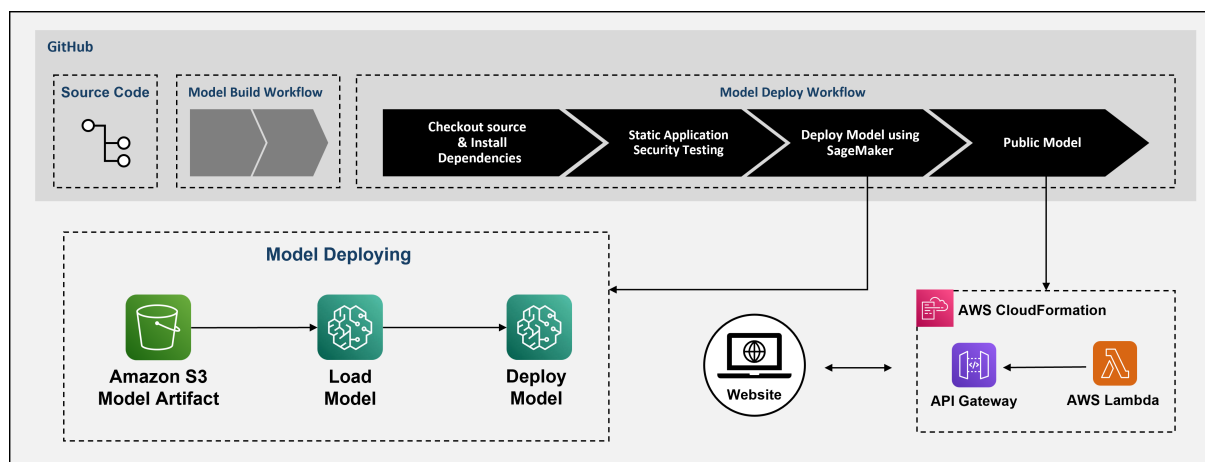 GitHub
Source Code
Model Build Workflow
Model Deploy Workflow
Checkout source
& Install
Dependencies
Static Application
Security Testing
Deploy Model using
SageMaker
Public Model
Model Deploying
Amazon S3
Model Artifact
Load
Model
Deploy
Model
Website
AWS CloudFormation
API Gateway
AWS Lambda